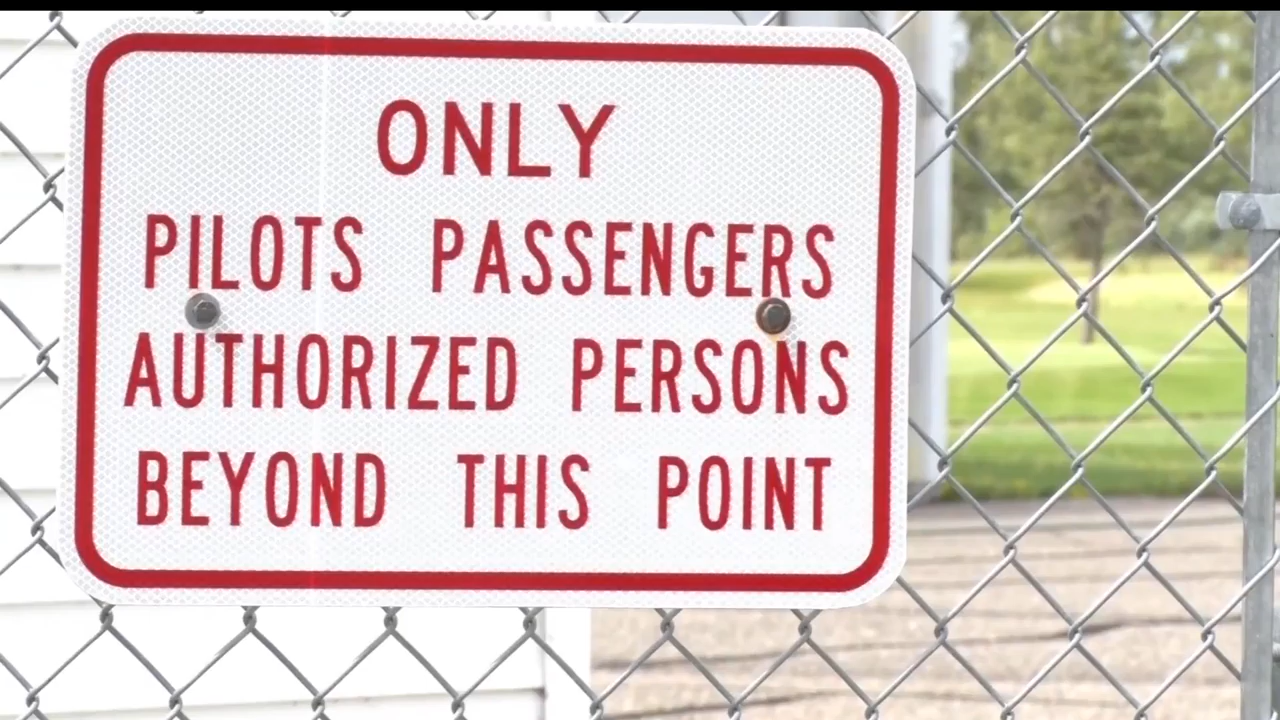 ONLY
PILOTS PASSENGERS
AUTHORIZED PERSONS
BEYOND THIS POINT